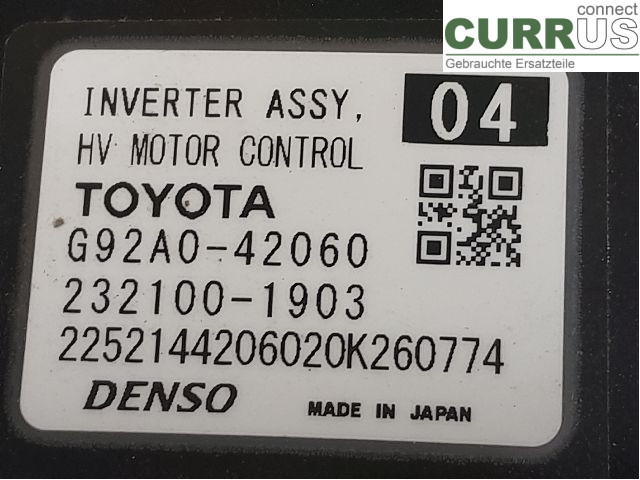 connect
CURRUS
Gebrauchte Ersatzteile
INVERTER ASSY,
04
HV MOTOR CONTROL
TOYOTA
G92A0-42060
232100-1903
2252144206020K260774
DENSO
MADE IN JAPAN